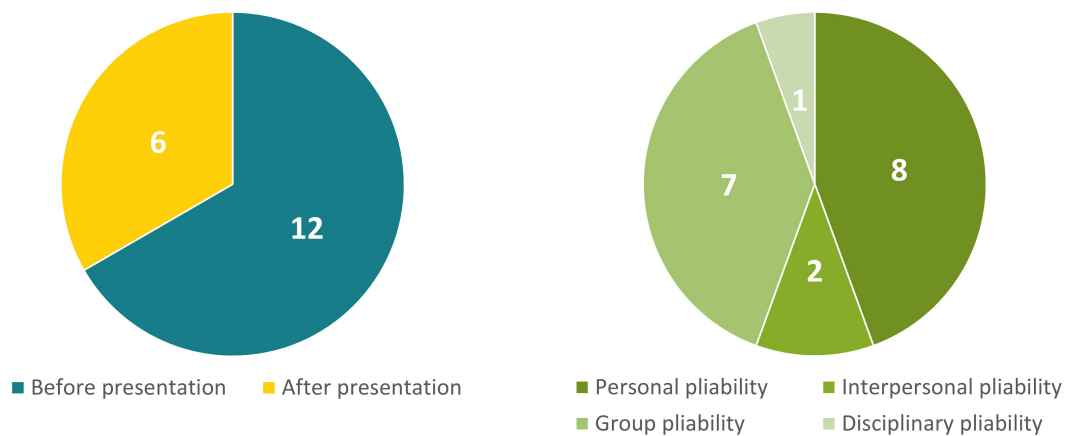 6
12
Before presentation
After presentation
1
8
7
2
Personal pliability
Interpersonal pliability
Group pliability
Disciplinary pliability